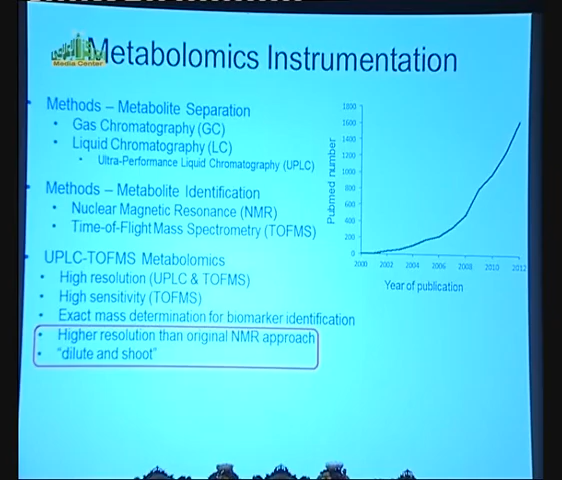 Metabolomics Instrumentation
Media Center
Methods – Metabolite Separation
• Gas Chromatography (GC)
• Liquid Chromatography (LC)
• Ultra-Performance Liquid Chromatography (UPLC)
Methods – Metabolite Identification
• Nuclear Magnetic Resonance (NMR)
• Time-of-Flight Mass Spectrometry (TOFMS)
UPLC-TOFMS Metabolomics
• High resolution (UPLC & TOFMS)
• High sensitivity (TOFMS)
• Exact mass determination for biomarker identification
• Higher resolution than original NMR approach
• "dilute and shoot"
Pubmed number
1800
1600
1400
1200
1000
800
600
400
200
0
2000 2002 2004 2006 2008 2010 2012
Year of publication